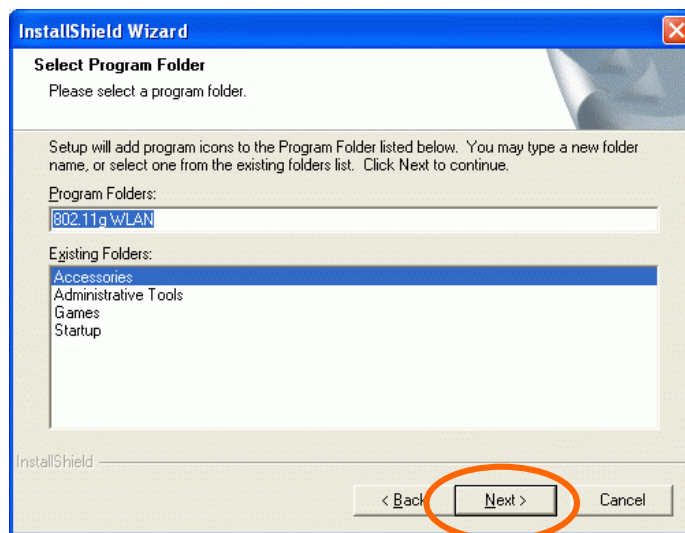 InstallShield Wizard
Select Program Folder
Please select a program folder.
Setup will add program icons to the Program Folder listed below. You may type a new folder
name, or select one from the existing folders list. Click Next to continue.
Program Folders:
802.11g WLAN
Existing Folders:
Accessories
Administrative Tools
Games
Startup
InstallShield
< Back Next > Cancel